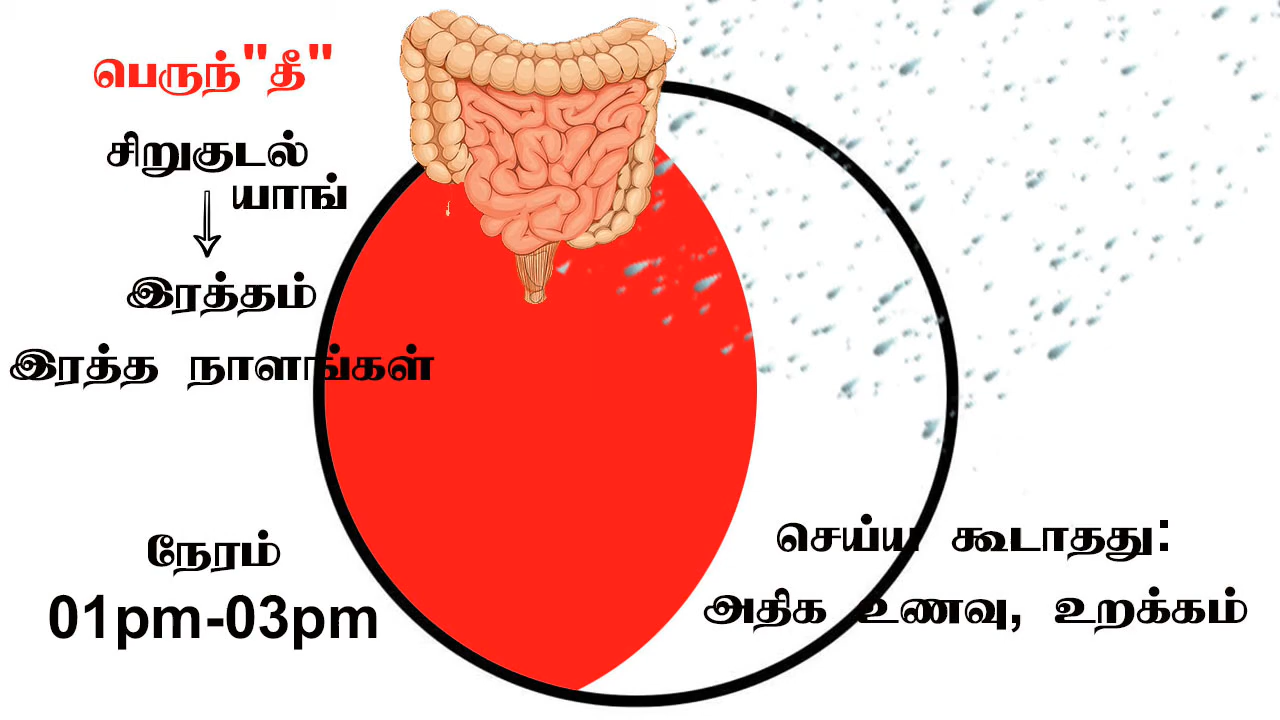 பெருந்"தீ"
சிறுகுடல்
யாங்
இரத்தம்
இரத்த நாளங்கள்
நேரம்
01pm-03pm
செய்ய கூடாதது:
அதிக உணவு, உறக்கம்